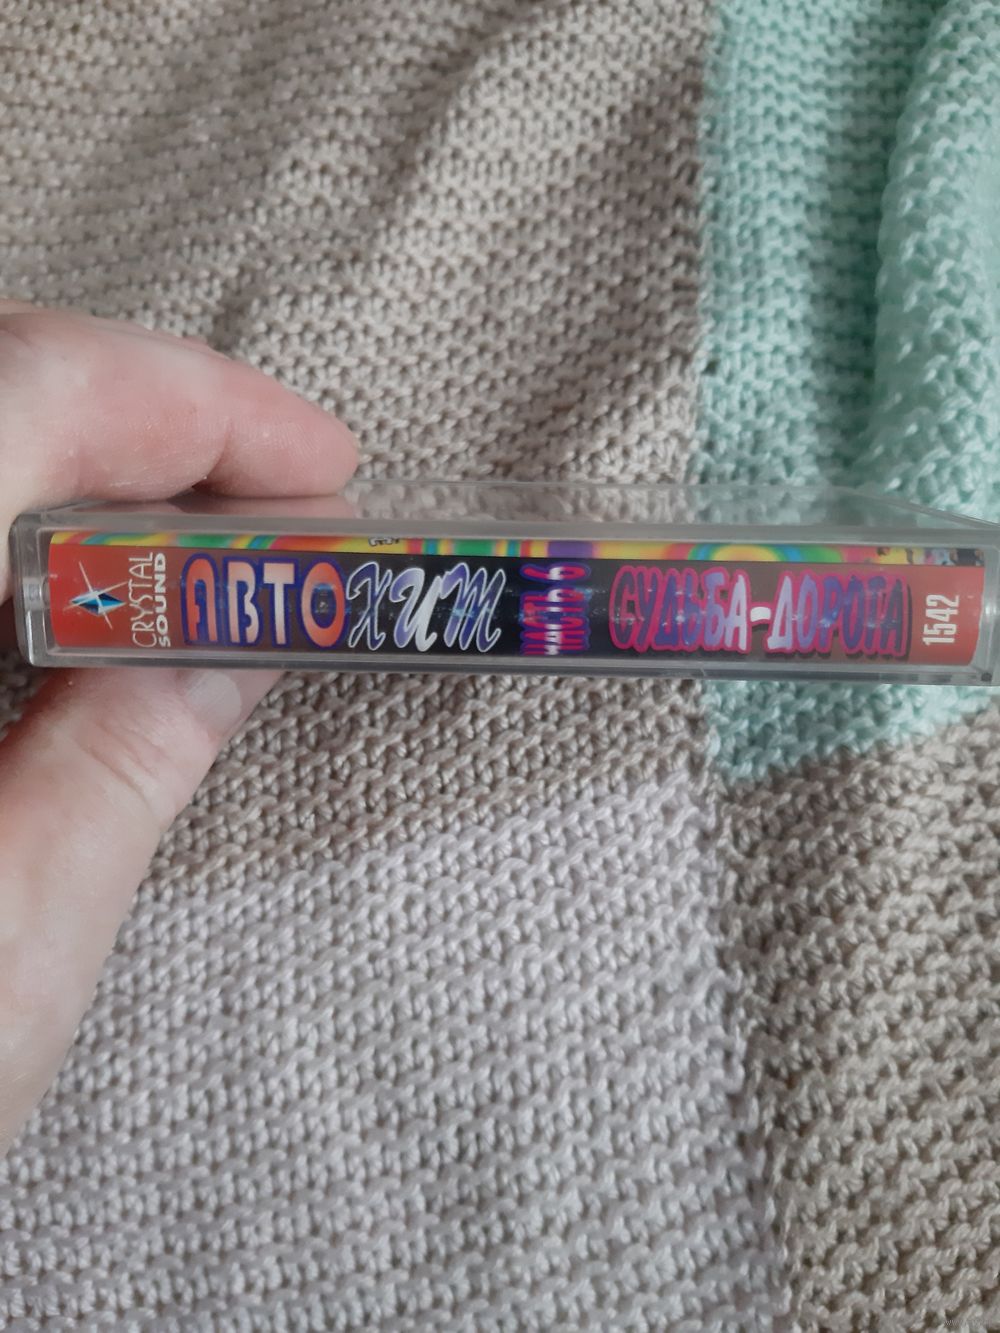 CRYSTAL
SOUND
АВТОХИТ
ЧАСТЬ 6
СУДЬБА-ДОРОГА
1542